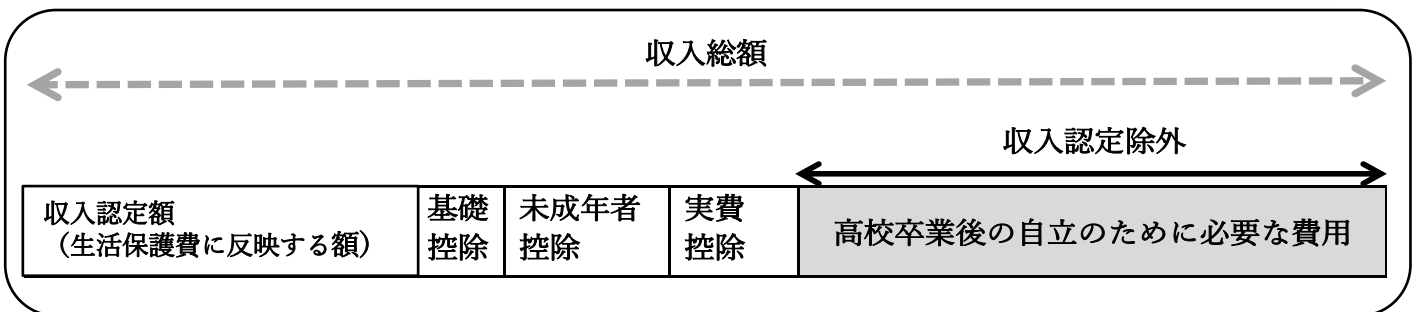 収入総額
収入認定除外
収入認定額
（生活保護費に反映する額）
基礎
控除
未成年者
控除
実費
控除
高校卒業後の自立のために必要な費用